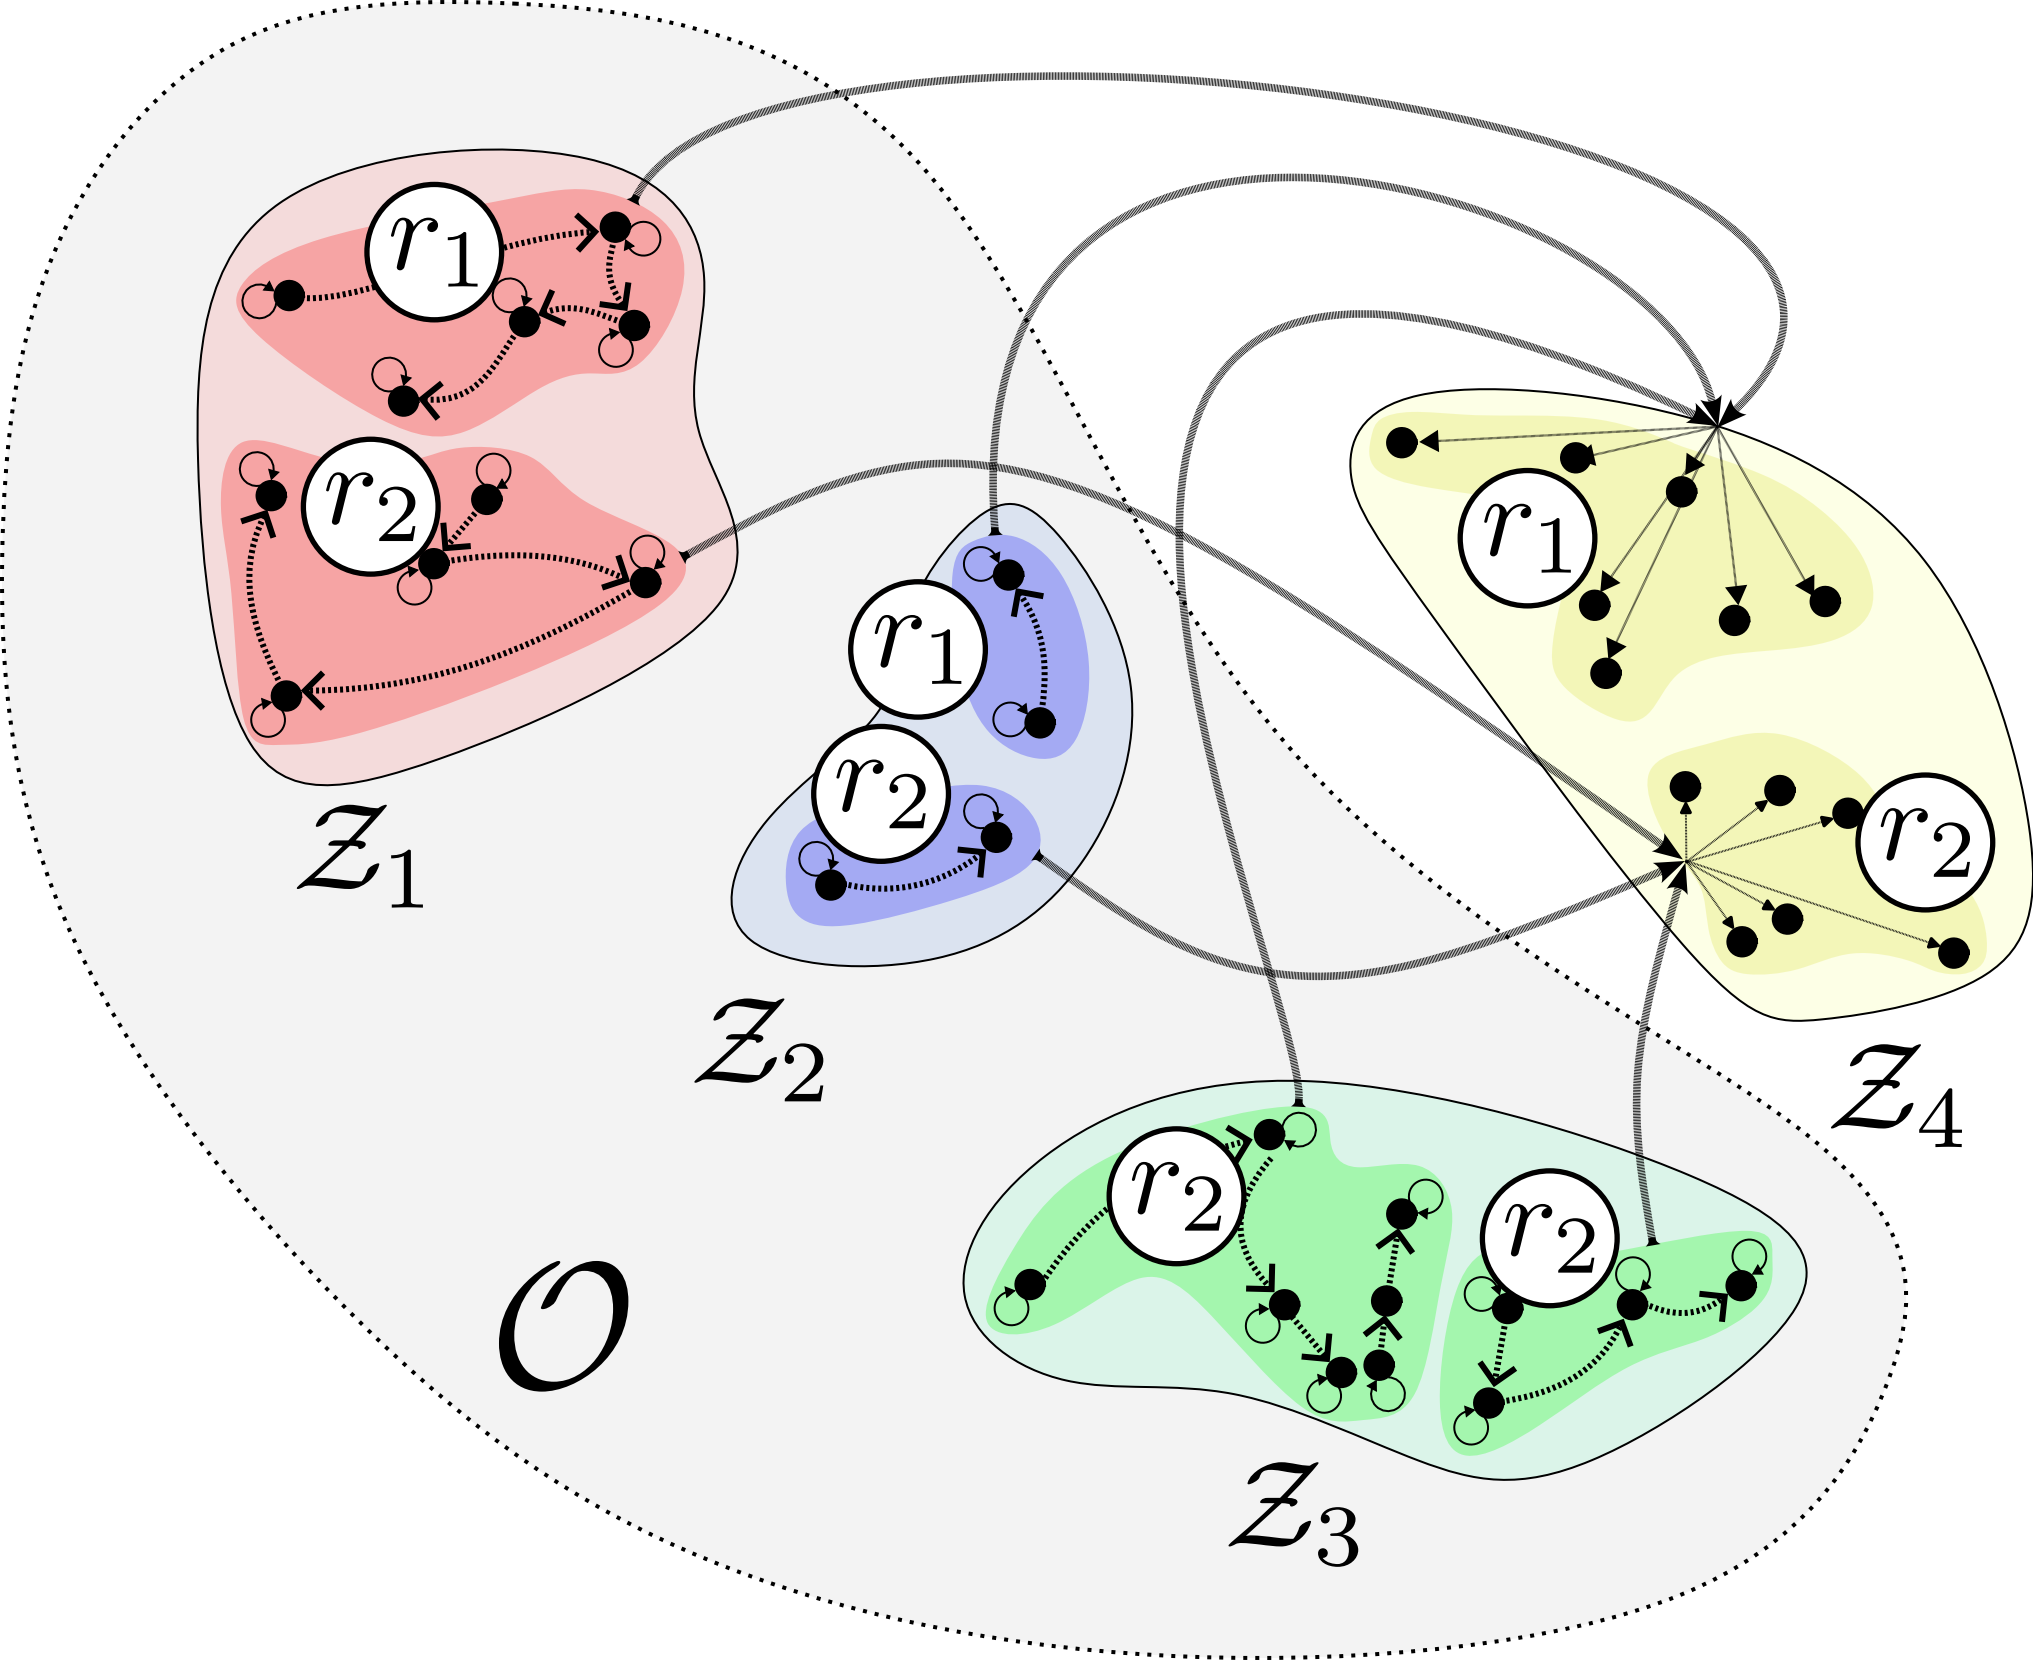 r₁
r₂
𝒵₁
r₁
r₂
𝒵₂
r₁
r₂
𝒵₄
r₂
r₂
𝒵₃
𝒪